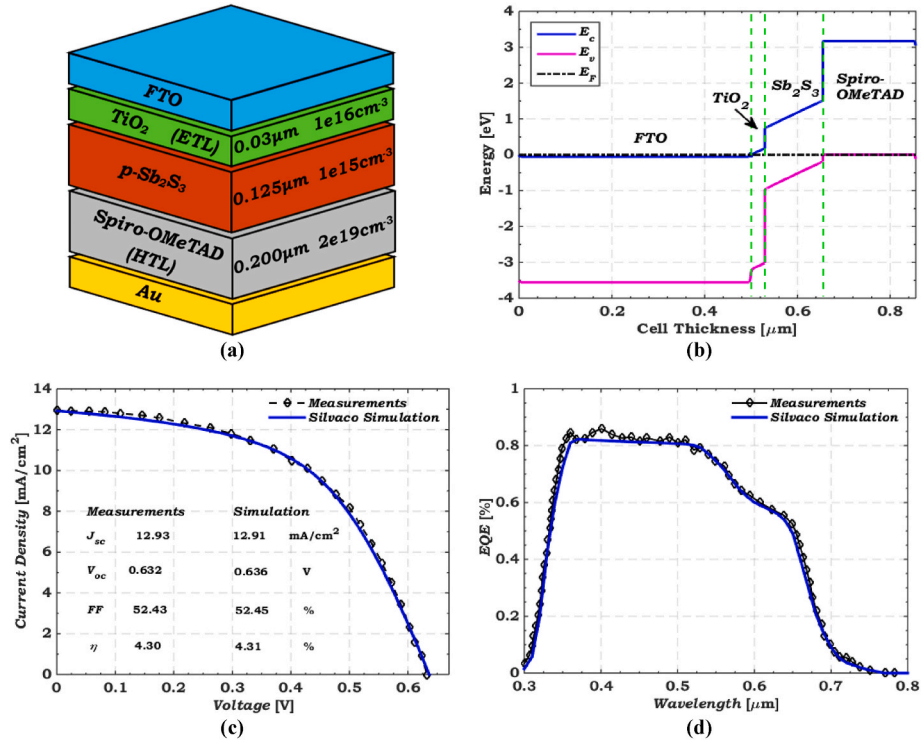 (a)
FTO
TiO2 (ETL) 0.03μm 1e16cm-3
p-Sb2S3 0.125μm 1e15cm-3
Spiro-OMeTAD
(HTL)
0.200μm 2e19cm-3
Au
(b)
4
3
2
1
0
-1
-2
-3
-4
Energy [eV]
Ec
Ev
EF
FTO
TiO2
Sb2S3
Spiro-
OMeTAD
0 0.2 0.4 0.6 0.8
Cell Thickness [μm]
(c)
14
12
10
8
6
4
2
0
Current Density [mA/cm2]
Measurements
Silvaco Simulation
Measurements Simulation
Jsc 12.93 12.91 mA/cm2
Voc 0.632 0.636 V
FF 52.43 52.45 %
η 4.30 4.31 %
0 0.1 0.2 0.3 0.4 0.5 0.6
Voltage [V]
(d)
1
0.8
0.6
0.4
0.2
0
EQE [%]
Measurements
Silvaco Simulation
0.3 0.4 0.5 0.6 0.7 0.8
Wavelength [μm]